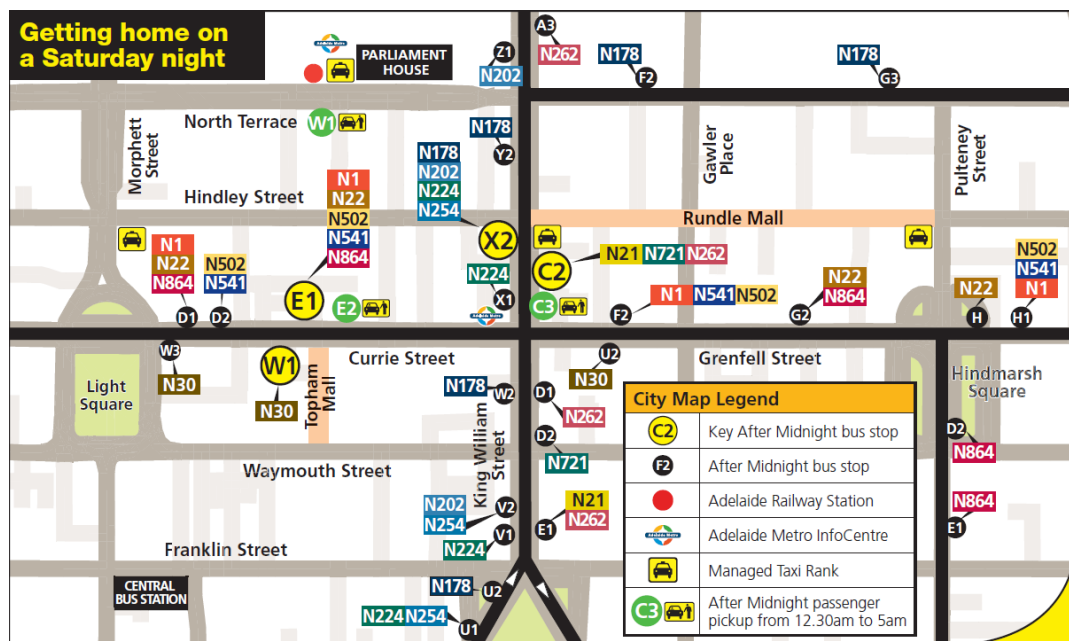 Getting home on
a Saturday night
Adelaide Metro
PARLIAMENT
HOUSE
Z1
N202
A3
N262
N178
F2
N178
G3
North Terrace
W1
N178
Y2
Morphett
Street
Gawler
Place
Pulteney
Street
N178
N202
N224
N254
X2
Hindley Street
N1
N22
N502
N541
N864
E1
Rundle Mall
N1
N22
N864
D1
N502
N541
D2
E2
N224
X1
C2
N21
N721
N262
C3
F2
N1
N541
N502
N22
N864
G2
N22
H
N502
N541
N1
H1
W3
N30
W1
N30
Topham
Mall
Currie Street
Light
Square
U2
N30
Grenfell Street
Hindmarsh
Square
N178
W2
D1
N262
D2
N721
King William
Street
D2
N864
Waymouth Street
N202
N254
V2
V1
N224
N21
N262
E1
N864
E1
Franklin Street
CENTRAL
BUS STATION
N178
U2
N224
N254
U1
City Map Legend
C2
Key After Midnight bus stop
F2
After Midnight bus stop
Adelaide Railway Station
Adelaide Metro
Adelaide Metro InfoCentre
Managed Taxi Rank
C3
After Midnight passenger
pickup from 12.30am to 5am